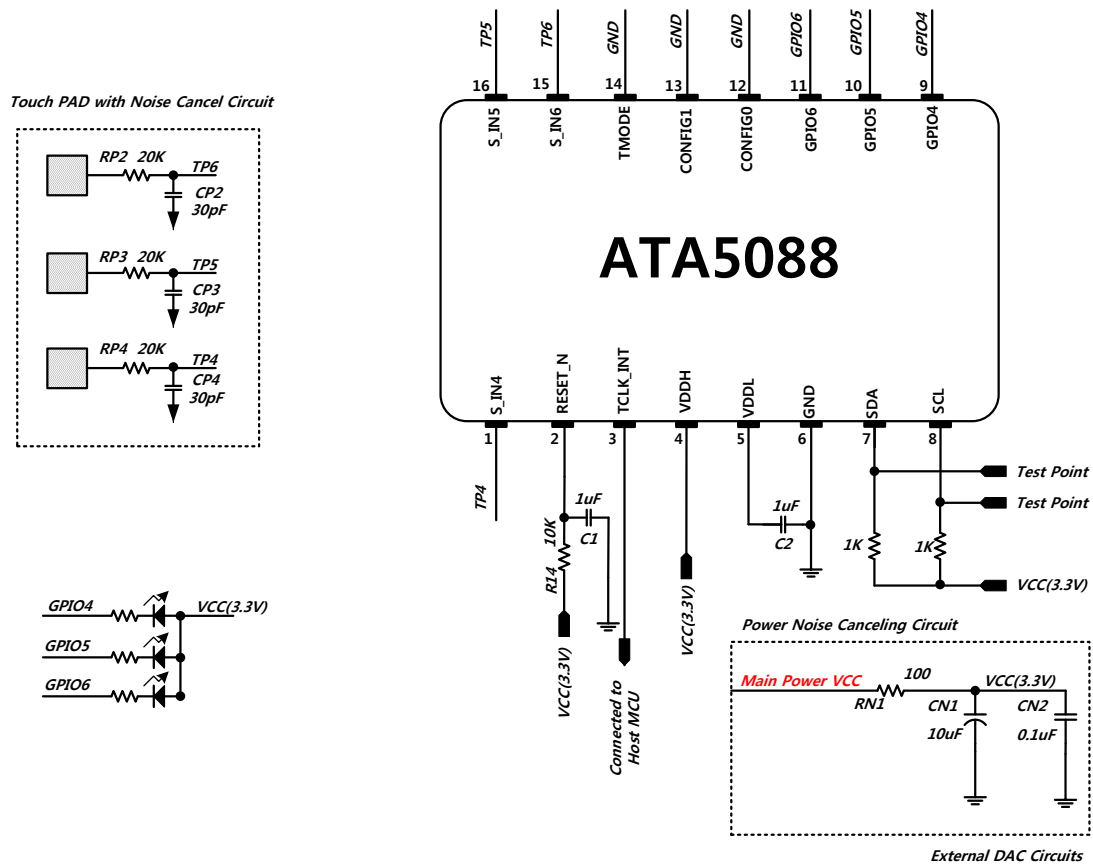 TP5
TP6
GND
GND
GND
GPIO6
GPIO5
GPIO4
16
15
14
13
12
11
10
9
S_IN5
S_IN6
TMODE
CONFIG1
CONFIG0
GPIO6
GPIO5
GPIO4
Touch PAD with Noise Cancel Circuit
RP2 20K
TP6
CP2
30pF
RP3 20K
TP5
CP3
30pF
RP4 20K
TP4
CP4
30pF
ATA5088
S_IN4
RESET_N
TCLK_INT
VDDH
VDDL
GND
SDA
SCL
1
2
3
4
5
6
7
8
TP4
10K
R14
1uF
C1
VCC(3.3V)
Connected to
Host MCU
VCC(3.3V)
1uF
C2
1K
1K
Test Point
Test Point
VCC(3.3V)
GPIO4
VCC(3.3V)
GPIO5
GPIO6
Power Noise Canceling Circuit
Main Power VCC
100
RN1
VCC(3.3V)
CN1
10uF
CN2
0.1uF
External DAC Circuits